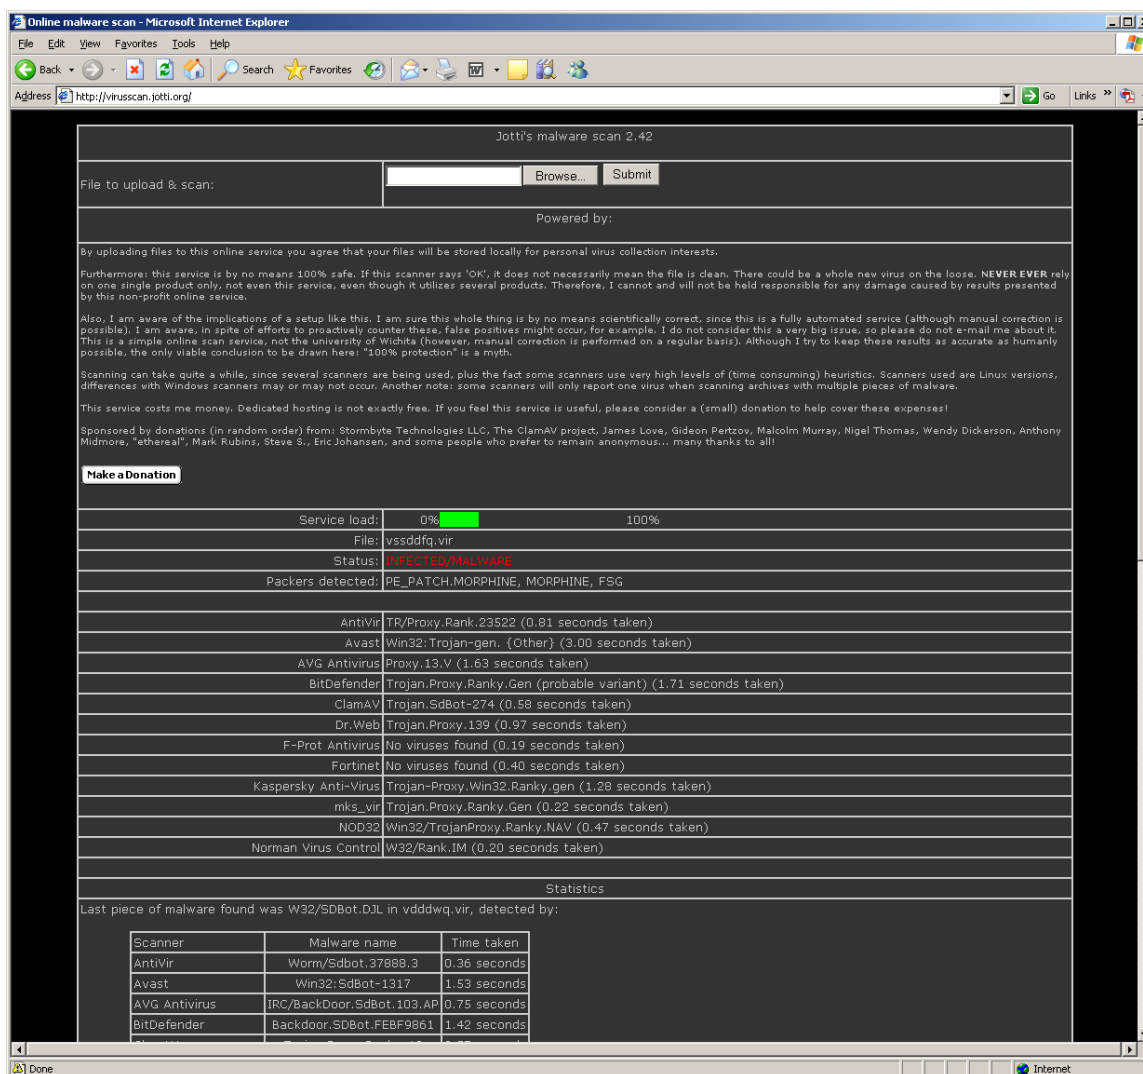 Online malware scan - Microsoft Internet Explorer
File Edit View Favorites Tools Help
Back Search Favorites
Address http://virusscan.jotti.org/ Go Links »
Jotti's malware scan 2.42
File to upload & scan: Browse... Submit
Powered by:
By uploading files to this online service you agree that your files will be stored locally for personal virus collection interests.
Furthermore: this service is by no means 100% safe. If this scanner says 'OK', it does not necessarily mean the file is clean. There could be a whole new virus on the loose. NEVER EVER rely
on one single product only, not even this service, even though it utilizes several products. Therefore, I cannot and will not be held responsible for any damage caused by results presented
by this non-profit online service.
Also, I am aware of the implications of a setup like this. I am sure this whole thing is by no means scientifically correct, since this is a fully automated service (although manual correction is
possible). I am aware, in spite of efforts to proactively counter these, false positives might occur, for example. I do not consider this a very big issue, so please do not e-mail me about it.
This is a simple online scan service, not the university of Wichita (however, manual correction is performed on a regular basis). Although I try to keep these results as accurate as humanly
possible, the only viable conclusion to be drawn here: "100% protection" is a myth.
Scanning can take quite a while, since several scanners are being used, plus the fact some scanners use very high levels of (time consuming) heuristics. Scanners used are Linux versions,
differences with Windows scanners may or may not occur. Another note: some scanners will only report one virus when scanning archives with multiple pieces of malware.
This service costs me money. Dedicated hosting is not exactly free. If you feel this service is useful, please consider a (small) donation to help cover these expenses!
Sponsored by donations (in random order) from: Stormbyte Technologies LLC, The ClamAV project, James Love, Gideon Pertzov, Malcolm Murray, Nigel Thomas, Wendy Dickerson, Anthony
Midmore, "ethereal", Mark Rubins, Steve S., Eric Johansen, and some people who prefer to remain anonymous... many thanks to all!
Make a Donation
Service load: 0% 100%
File: vssddfq.vir
Status: INFECTED/MALWARE
Packers detected: PE_PATCH.MORPHINE, MORPHINE, FSG
AntiVir TR/Proxy.Rank.23522 (0.81 seconds taken)
Avast Win32:Trojan-gen. {Other} (3.00 seconds taken)
AVG Antivirus Proxy.13.V (1.63 seconds taken)
BitDefender Trojan.Proxy.Ranky.Gen (probable variant) (1.71 seconds taken)
ClamAV Trojan.SdBot-274 (0.58 seconds taken)
Dr.Web Trojan.Proxy.139 (0.97 seconds taken)
F-Prot Antivirus No viruses found (0.19 seconds taken)
Fortinet No viruses found (0.40 seconds taken)
Kaspersky Anti-Virus Trojan-Proxy.Win32.Ranky.gen (1.28 seconds taken)
mks_vir Trojan.Proxy.Ranky.Gen (0.22 seconds taken)
NOD32 Win32/TrojanProxy.Ranky.NAV (0.47 seconds taken)
Norman Virus Control W32/Rank.IM (0.20 seconds taken)
Statistics
Last piece of malware found was W32/SDBot.DJL in vdddwq.vir, detected by:
Scanner Malware name Time taken
AntiVir Worm/Sdbot.37888.3 0.36 seconds
Avast Win32:SdBot-1317 1.53 seconds
AVG Antivirus IRC/BackDoor.SdBot.103.AP 0.75 seconds
BitDefender Backdoor.SDBot.FEBF9861 1.42 seconds
Done Internet